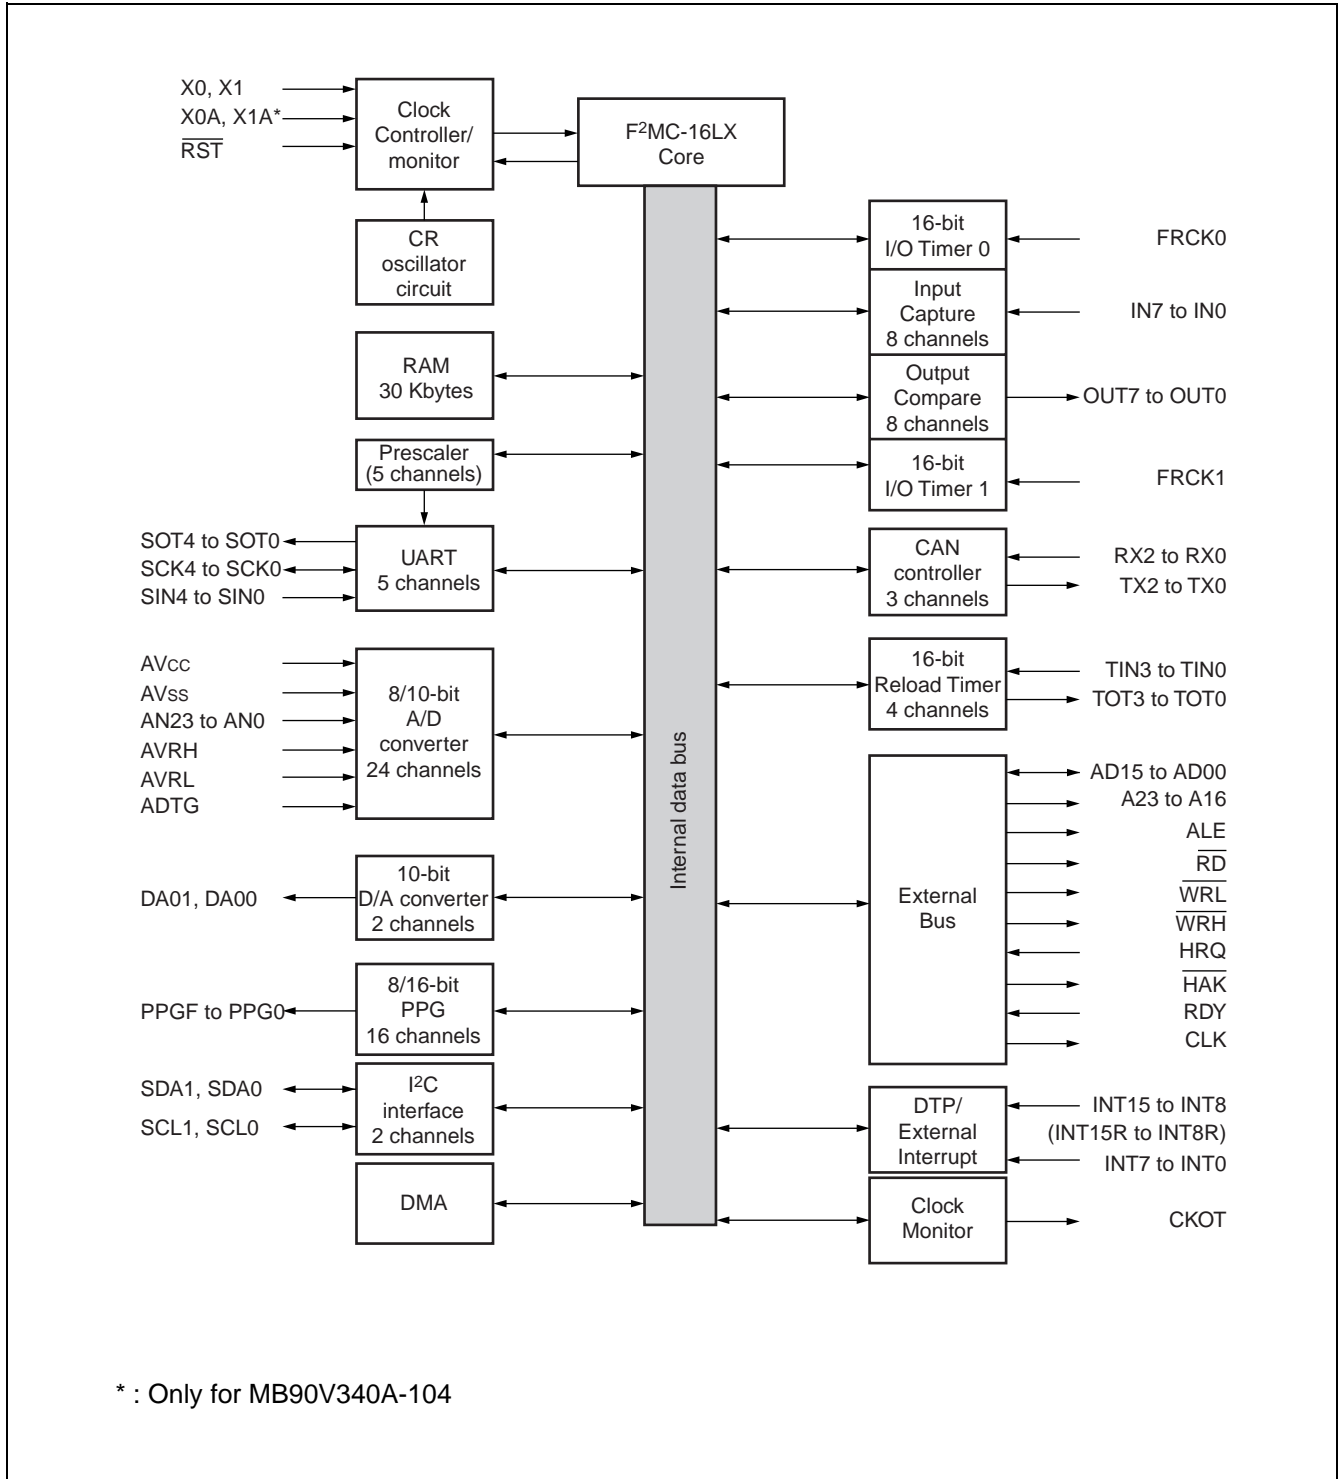 X0, X1
X0A, X1A*
RST
Clock
Controller/
monitor
F2MC-16LX
Core
CR
oscillator
circuit
RAM
30 Kbytes
Prescaler
(5 channels)
SOT4 to SOT0
SCK4 to SCK0
SIN4 to SIN0
UART
5 channels
AVCC
AVSS
AN23 to AN0
AVRH
AVRL
ADTG
8/10-bit
A/D
converter
24 channels
DA01, DA00
10-bit
D/A converter
2 channels
PPGF to PPG0
8/16-bit
PPG
16 channels
SDA1, SDA0
SCL1, SCL0
I2C
interface
2 channels
DMA
Internal data bus
16-bit
I/O Timer 0
FRCK0
Input
Capture
8 channels
IN7 to IN0
Output
Compare
8 channels
OUT7 to OUT0
16-bit
I/O Timer 1
FRCK1
CAN
controller
3 channels
RX2 to RX0
TX2 to TX0
16-bit
Reload Timer
4 channels
TIN3 to TIN0
TOT3 to TOT0
External
Bus
AD15 to AD00
A23 to A16
ALE
RD
WRL
WRH
HRQ
HAK
RDY
CLK
DTP/
External
Interrupt
INT15 to INT8
(INT15R to INT8R)
INT7 to INT0
Clock
Monitor
CKOT
* : Only for MB90V340A-104